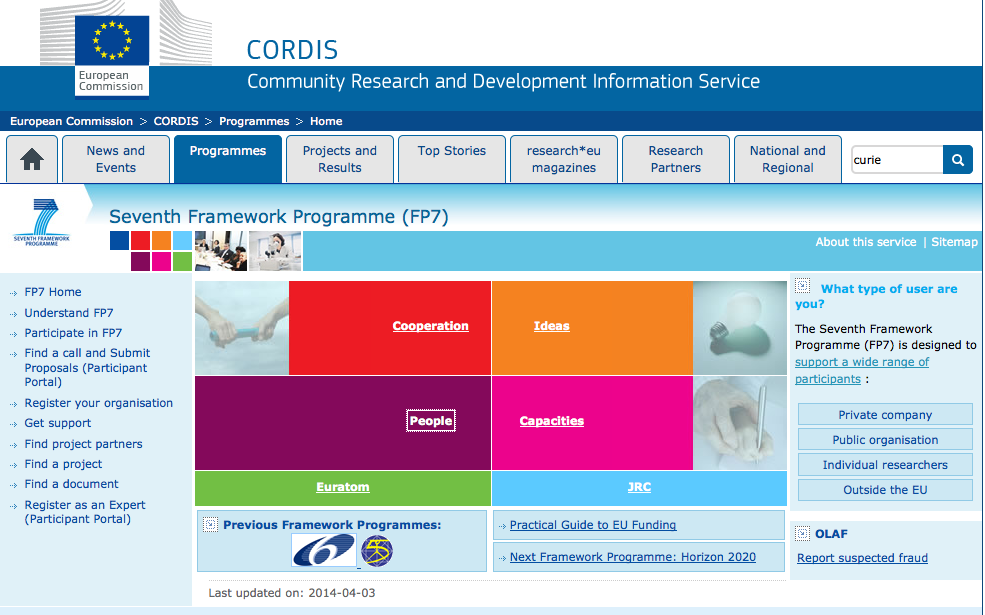 European
Commission
CORDIS
Community Research and Development Information Service
European Commission > CORDIS > Programmes > Home
News and
Events
Programmes
Projects and
Results
Top Stories
research*eu
magazines
Research
Partners
National and
Regional
curie
7
SEVENTH FRAMEWORK
PROGRAMME
Seventh Framework Programme (FP7)
About this service | Sitemap
FP7 Home
Understand FP7
Participate in FP7
Find a call and Submit
Proposals (Participant
Portal)
Register your organisation
Get support
Find project partners
Find a project
Find a document
Register as an Expert
(Participant Portal)
Cooperation
Ideas
People
Capacities
Euratom
JRC
Previous Framework Programmes:
6
5
Practical Guide to EU Funding
Next Framework Programme: Horizon 2020
Last updated on: 2014-04-03
What type of user are
you?
The Seventh Framework
Programme (FP7) is designed to
support a wide range of
participants :
Private company
Public organisation
Individual researchers
Outside the EU
OLAF
Report suspected fraud